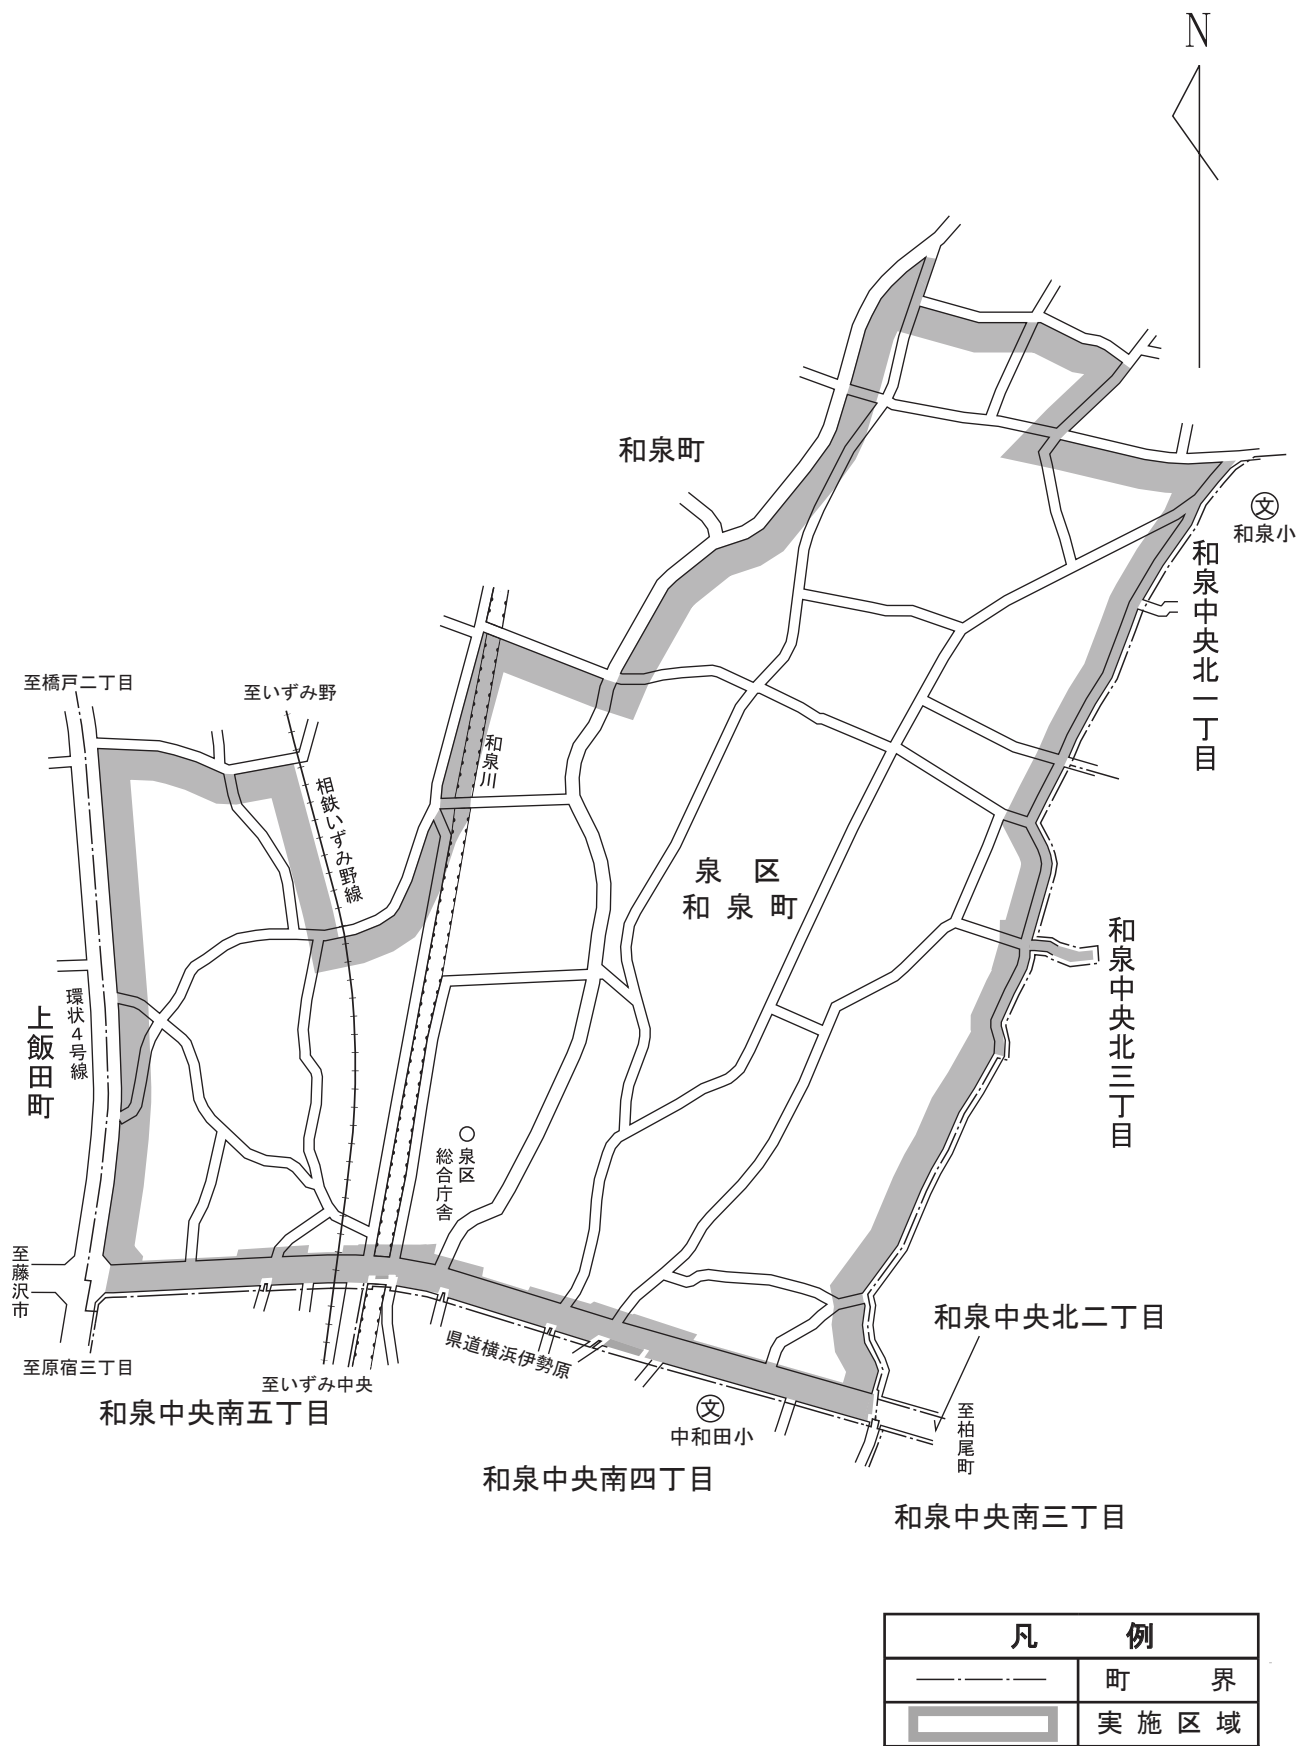 N
和泉町
文
和泉小
和泉中央北一丁目
至橋戸二丁目
至いずみ野
和泉川
相鉄いずみ野線
泉区
和泉町
和泉中央北三丁目
上飯田町
環状4号線
泉区
総合庁舎
至藤沢市
和泉中央北二丁目
県道横浜伊勢原
至原宿三丁目
至いずみ中央
和泉中央南五丁目
文
中和田小
至柏尾町
和泉中央南四丁目
和泉中央南三丁目
凡例
町界
実施区域